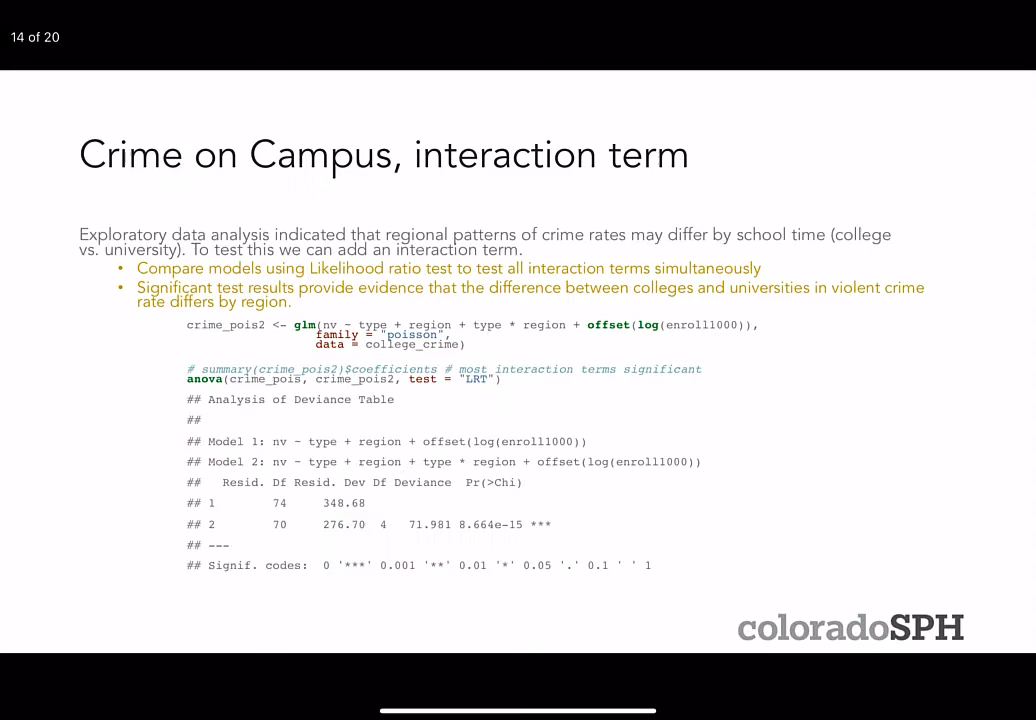 14 of 20
Crime on Campus, interaction term
Exploratory data analysis indicated that regional patterns of crime rates may differ by school time (college
vs. university). To test this we can add an interaction term.
• Compare models using Likelihood ratio test to test all interaction terms simultaneously
• Significant test results provide evidence that the difference between colleges and universities in violent crime
rate differs by region.
crime_pois2 <- glm(nv ~ type + region + type * region + offset(log(enroll1000)),
family = "poisson",
data = college_crime)
# summary(crime_pois2)$coefficients # most interaction terms significant
anova(crime_pois, crime_pois2, test = "LRT")
## Analysis of Deviance Table
##
## Model 1: nv ~ type + region + offset(log(enroll1000))
## Model 2: nv ~ type + region + type * region + offset(log(enroll1000))
##   Resid. Df Resid. Dev Df Deviance  Pr(>Chi)
## 1        74     348.68
## 2        70     276.70  4   71.981 8.664e-15 ***
## ---
## Signif. codes:  0 '***' 0.001 '**' 0.01 '*' 0.05 '.' 0.1 ' ' 1
coloradoSPH